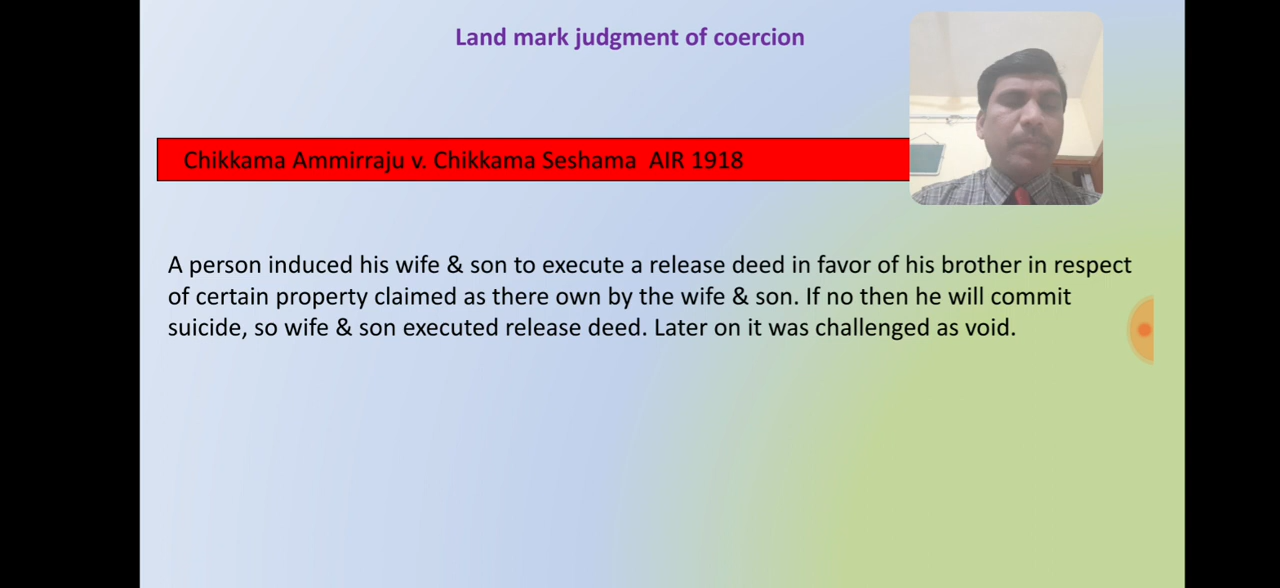 Land mark judgment of coercion
Chikkama Ammirraju v. Chikkama Seshama AIR 1918
A person induced his wife & son to execute a release deed in favor of his brother in respect
of certain property claimed as there own by the wife & son. If no then he will commit
suicide, so wife & son executed release deed. Later on it was challenged as void.